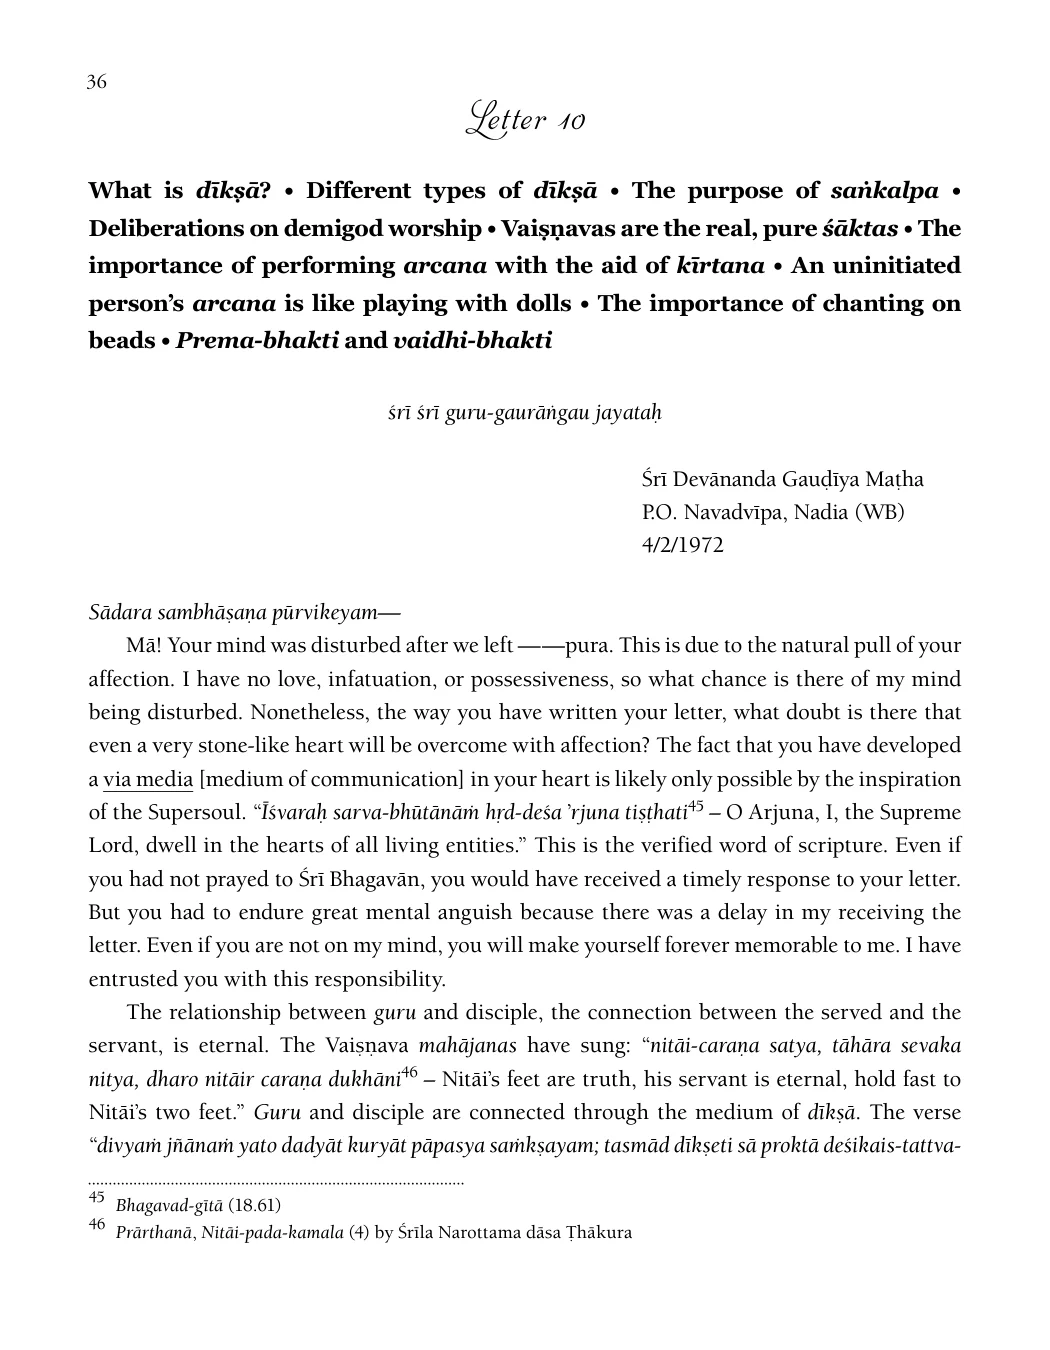 36
Letter 10
What is dīkṣā? • Different types of dīkṣā • The purpose of saṅkalpa •
Deliberations on demigod worship • Vaiṣṇavas are the real, pure śāktas • The
importance of performing arcana with the aid of kīrtana • An uninitiated
person’s arcana is like playing with dolls • The importance of chanting on
beads • Prema-bhakti and vaidhi-bhakti
śrī śrī guru-gaurāṅgau jayataḥ
Śrī Devānanda Gauḍīya Maṭha
P.O. Navadvīpa, Nadia (WB)
4/2/1972
Sādara sambhāṣaṇa pūrvikeyam—
Mā! Your mind was disturbed after we left ——pura. This is due to the natural pull of your
affection. I have no love, infatuation, or possessiveness, so what chance is there of my mind
being disturbed. Nonetheless, the way you have written your letter, what doubt is there that
even a very stone-like heart will be overcome with affection? The fact that you have developed
a via media [medium of communication] in your heart is likely only possible by the inspiration
of the Supersoul. “Īśvaraḥ sarva-bhūtānāṁ hṛd-deśa ’rjuna tiṣṭhati45 – O Arjuna, I, the Supreme
Lord, dwell in the hearts of all living entities.” This is the verified word of scripture. Even if
you had not prayed to Śrī Bhagavān, you would have received a timely response to your letter.
But you had to endure great mental anguish because there was a delay in my receiving the
letter. Even if you are not on my mind, you will make yourself forever memorable to me. I have
entrusted you with this responsibility.
The relationship between guru and disciple, the connection between the served and the
servant, is eternal. The Vaiṣṇava mahājanas have sung: “nitāi-caraṇa satya, tāhāra sevaka
nitya, dharo nitāir caraṇa dukhāni46 – Nitāi’s feet are truth, his servant is eternal, hold fast to
Nitāi’s two feet.” Guru and disciple are connected through the medium of dīkṣā. The verse
“divyaṁ jñānaṁ yato dadyāt kuryāt pāpasya saṁkṣayam; tasmād dīkṣeti sā proktā deśikais-tattva-
45 Bhagavad-gītā (18.61)
46 Prārthanā, Nitāi-pada-kamala (4) by Śrīla Narottama dāsa Ṭhākura